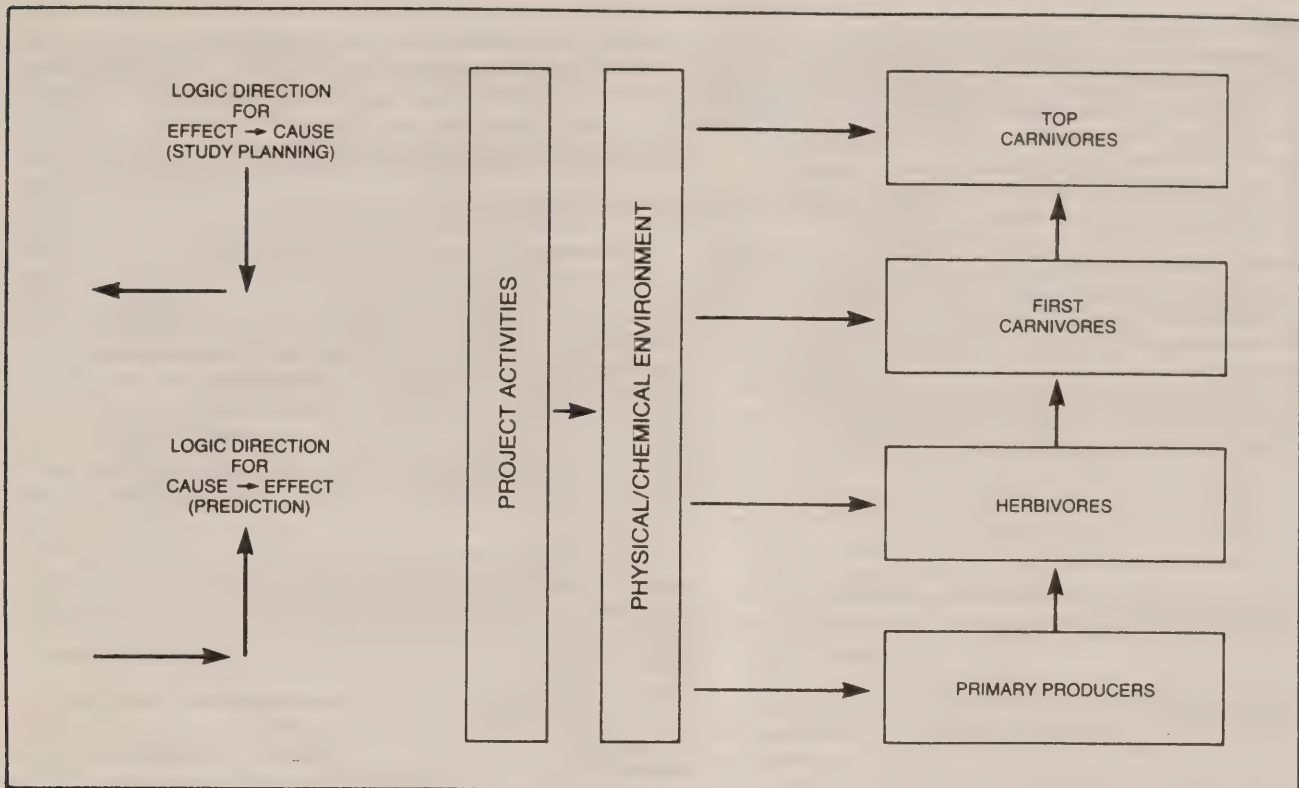 LOGIC DIRECTION
FOR
EFFECT → CAUSE
(STUDY PLANNING)
LOGIC DIRECTION
FOR
CAUSE → EFFECT
(PREDICTION)
PROJECT ACTIVITIES
PHYSICAL/CHEMICAL ENVIRONMENT
TOP
CARNIVORES
FIRST
CARNIVORES
HERBIVORES
PRIMARY PRODUCERS